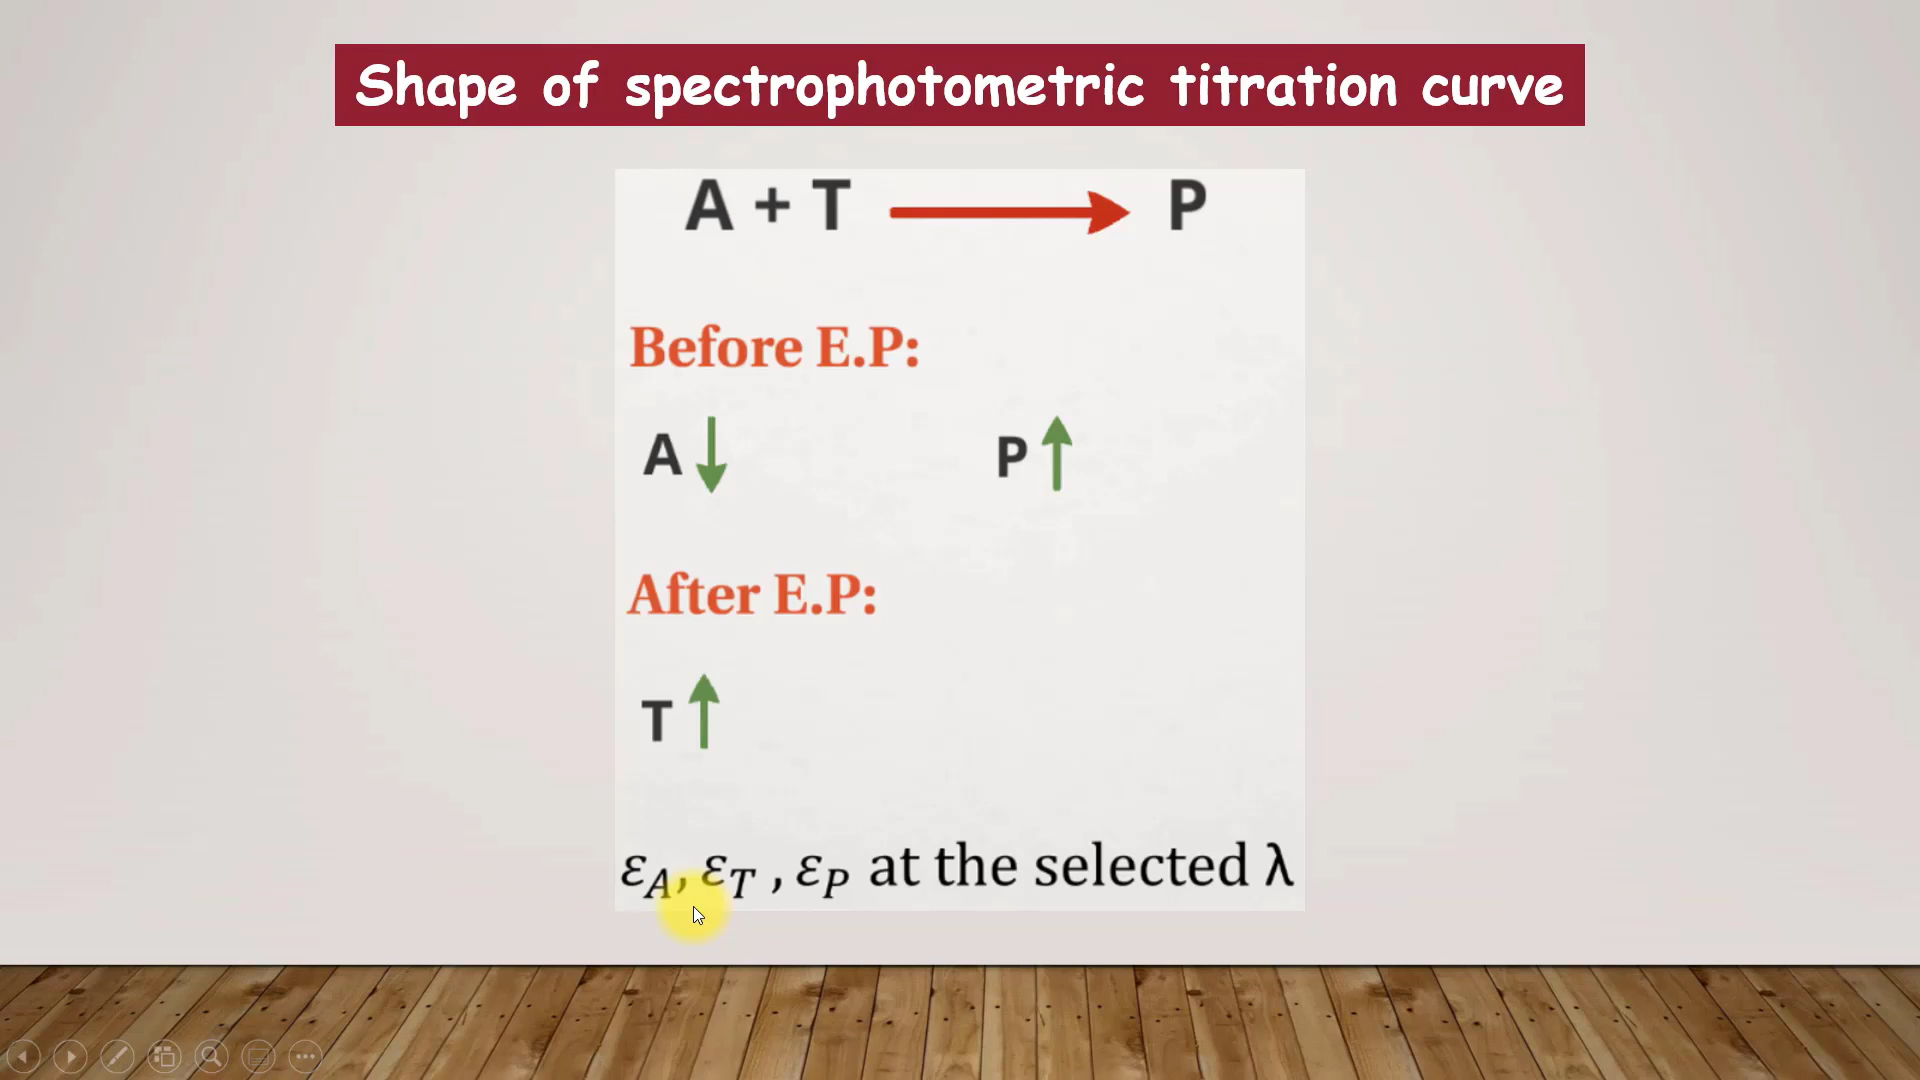 Shape of spectrophotometric titration curve
A + T → P
Before E.P:
A ↓ P ↑
After E.P:
T ↑
εA, εT , εP at the selected λ